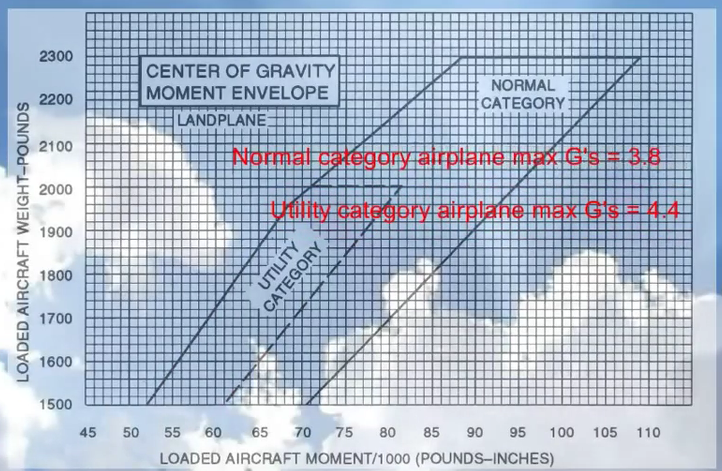 2300
2200
2100
2000
1900
1800
1700
1600
1500
LOADED AIRCRAFT WEIGHT–POUNDS
CENTER OF GRAVITY
MOMENT ENVELOPE
LANDPLANE
NORMAL
CATEGORY
Normal category airplane max G's = 3.8
Utility category airplane max G's = 4.4
UTILITY
CATEGORY
45 50 55 60 65 70 75 80 85 90 95 100 105 110
LOADED AIRCRAFT MOMENT/1000 (POUNDS–INCHES)